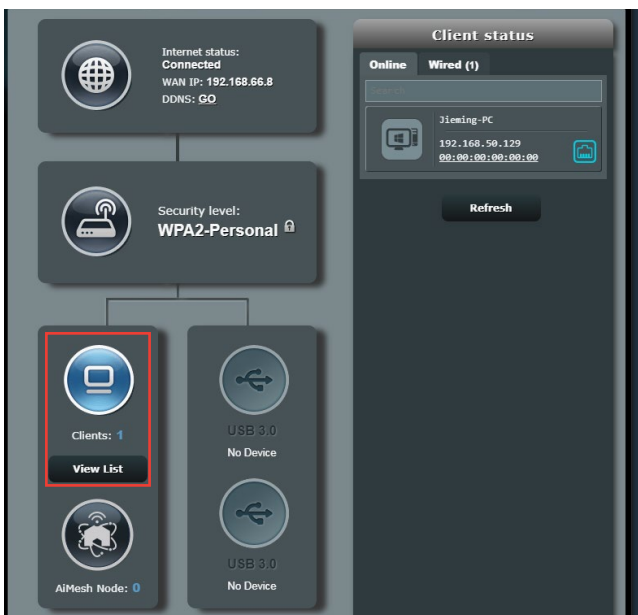 Internet status:
Connected
WAN IP: 192.168.66.8
DDNS: GO
Security level:
WPA2-Personal
Clients: 1
View List
AiMesh Node: 0
USB 3.0
No Device
USB 3.0
No Device
Client status
Online Wired (1)
Search
Jieming-PC
192.168.50.129
00:00:00:00:00:00
Refresh